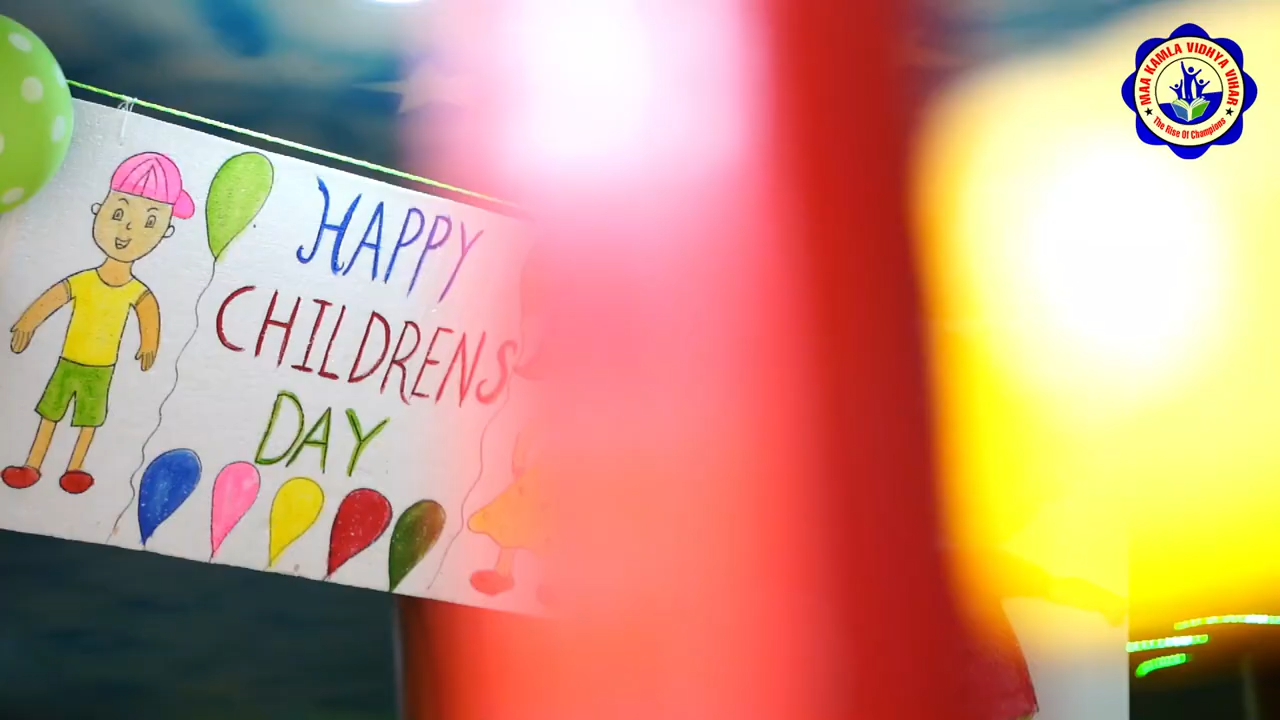 HAPPY
CHILDRENS
DAY
MAA KAMLA VIDHYA VIHAR
The Rise Of Champions